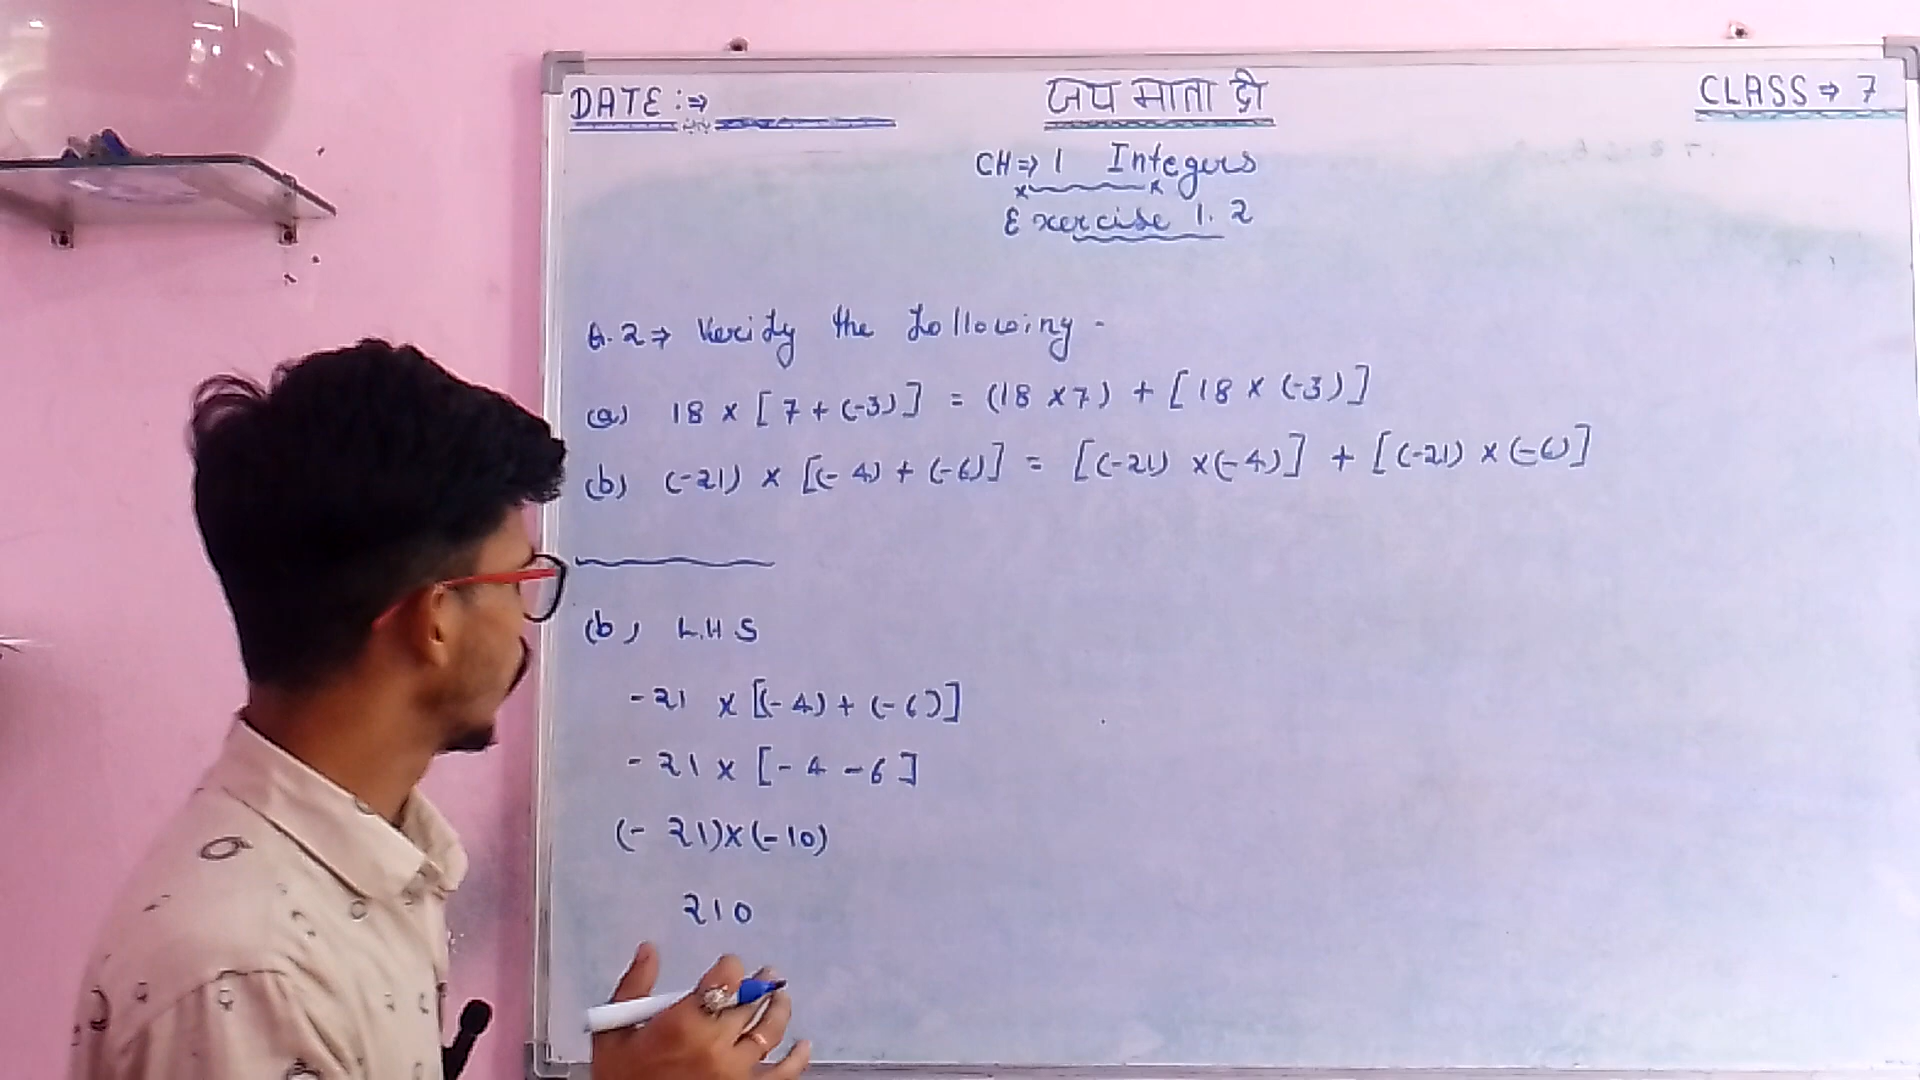 DATE :⇒
जय माता दी
CLASS ⇒ 7
CH ⇒ 1 Integers
Exercise 1.2
Q.2 ⇒ Verify the following -
(a) 18 × [7 + (-3)] = (18 × 7) + [18 × (-3)]
(b) (-21) × [(-4) + (-6)] = [(-21) × (-4)] + [(-21) × (-6)]
(b) L.H.S
-21 × [(-4) + (-6)]
-21 × [-4 -6]
(-21)×(-10)
210